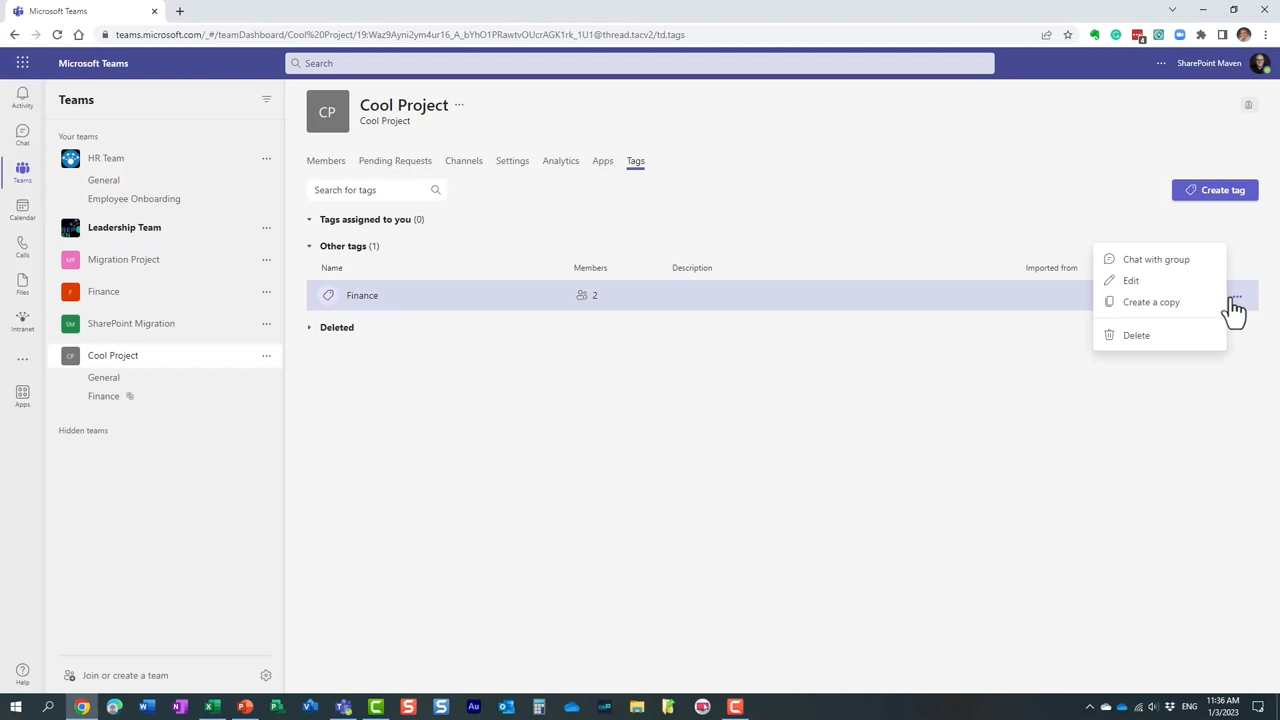 Microsoft Teams
teams.microsoft.com/_#/teamDashboard/Cool%20Project/19:Waz9Ayni2ym4ur16_A_bYhO1PRawtvOUcrAGK1rk_1U1@thread.tacv2/td.tags
Microsoft Teams
Search
SharePoint Maven
Activity
Chat
Teams
Calendar
Calls
Files
Intranet
Apps
Help
Teams
Your teams
HR Team
General
Employee Onboarding
Leadership Team
MP Migration Project
F Finance
SM SharePoint Migration
CP Cool Project
General
Finance
Hidden teams
Join or create a team
CP
Cool Project
Cool Project
Members Pending Requests Channels Settings Analytics Apps Tags
Search for tags
Create tag
Tags assigned to you (0)
Other tags (1)
Name Members Description Imported from
Finance 2
Deleted
Chat with group
Edit
Create a copy
Delete
ENG
11:36 AM
1/3/2023